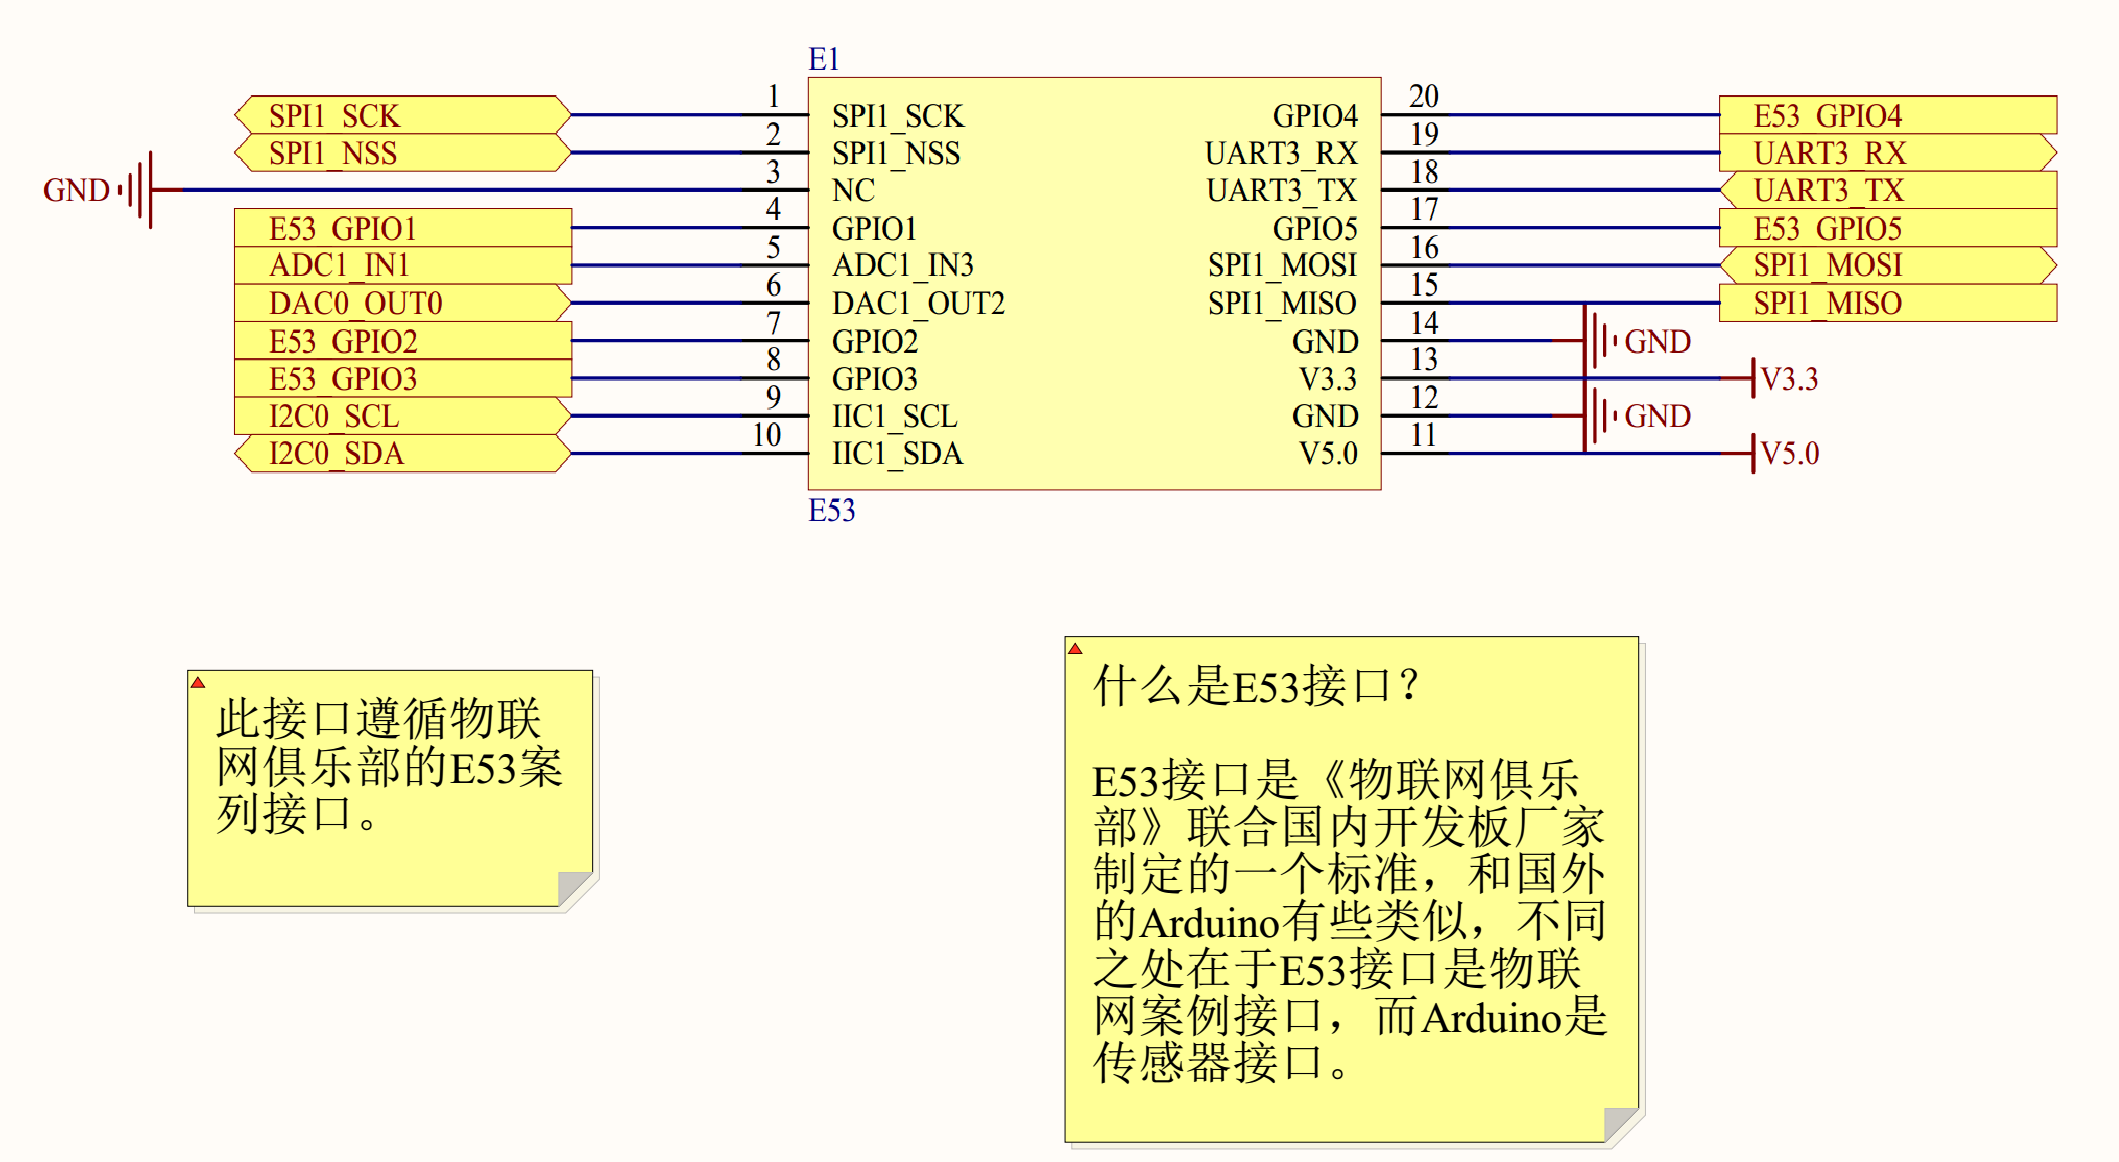 E1
SPI1_SCK 1 SPI1_SCK GPIO4 20 E53_GPIO4
SPI1_NSS 2 SPI1_NSS UART3_RX 19 UART3_RX
GND 3 NC UART3_TX 18 UART3_TX
E53_GPIO1 4 GPIO1 GPIO5 17 E53_GPIO5
ADC1_IN1 5 ADC1_IN3 SPI1_MOSI 16 SPI1_MOSI
DAC0_OUT0 6 DAC1_OUT2 SPI1_MISO 15 SPI1_MISO
E53_GPIO2 7 GPIO2 GND 14 GND
E53_GPIO3 8 GPIO3 V3.3 13 V3.3
I2C0_SCL 9 IIC1_SCL GND 12 GND
I2C0_SDA 10 IIC1_SDA V5.0 11 V5.0
E53
此接口遵循物联
网俱乐部的E53案
列接口。
什么是E53接口？
E53接口是《物联网俱乐
部》联合国内开发板厂家
制定的一个标准，和国外
的Arduino有些类似，不同
之处在于E53接口是物联
网案例接口，而Arduino是
传感器接口。